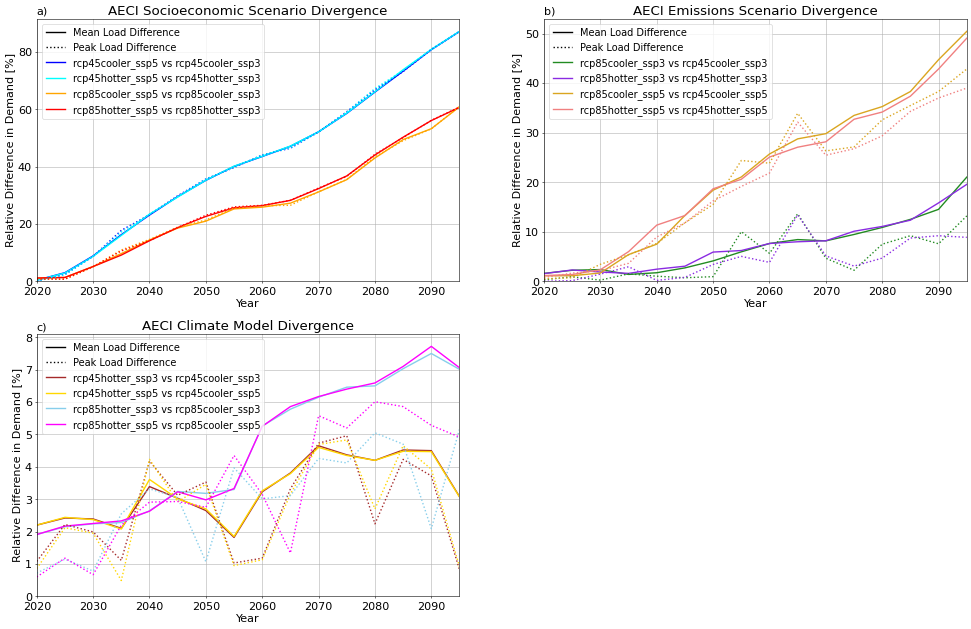 a) AECI Socioeconomic Scenario Divergence
Relative Difference in Demand [%]
80
60
40
20
0
Mean Load Difference
Peak Load Difference
rcp45cooler_ssp5 vs rcp45cooler_ssp3
rcp45hotter_ssp5 vs rcp45hotter_ssp3
rcp85cooler_ssp5 vs rcp85cooler_ssp3
rcp85hotter_ssp5 vs rcp85hotter_ssp3
2020 2030 2040 2050 2060 2070 2080 2090
Year
b) AECI Emissions Scenario Divergence
Relative Difference in Demand [%]
50
40
30
20
10
0
Mean Load Difference
Peak Load Difference
rcp85cooler_ssp3 vs rcp45cooler_ssp3
rcp85hotter_ssp3 vs rcp45hotter_ssp3
rcp85cooler_ssp5 vs rcp45cooler_ssp5
rcp85hotter_ssp5 vs rcp45hotter_ssp5
2020 2030 2040 2050 2060 2070 2080 2090
Year
c) AECI Climate Model Divergence
Relative Difference in Demand [%]
8
7
6
5
4
3
2
1
0
Mean Load Difference
Peak Load Difference
rcp45hotter_ssp3 vs rcp45cooler_ssp3
rcp45hotter_ssp5 vs rcp45cooler_ssp5
rcp85hotter_ssp3 vs rcp85cooler_ssp3
rcp85hotter_ssp5 vs rcp85cooler_ssp5
2020 2030 2040 2050 2060 2070 2080 2090
Year